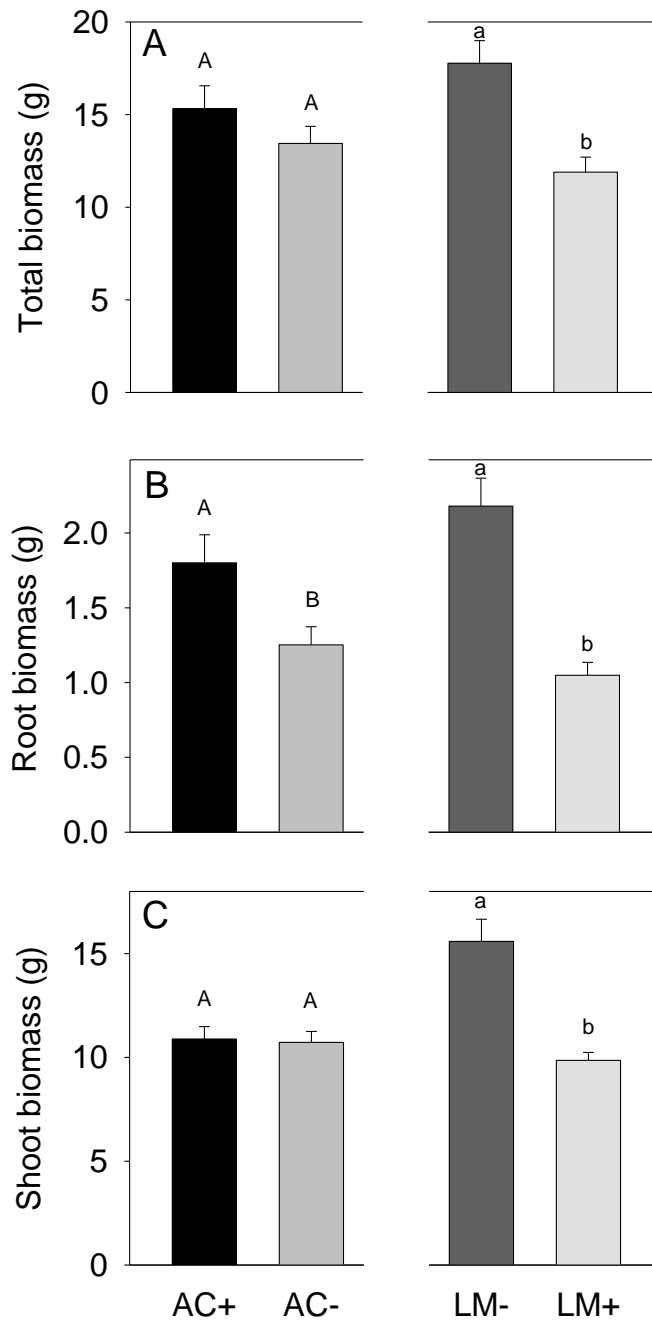 A
Total biomass (g)
20
15
10
5
0
A
A
a
b
B
Root biomass (g)
2.0
1.5
1.0
0.5
0.0
A
B
a
b
C
Shoot biomass (g)
15
10
5
0
A
A
a
b
AC+ AC- LM- LM+